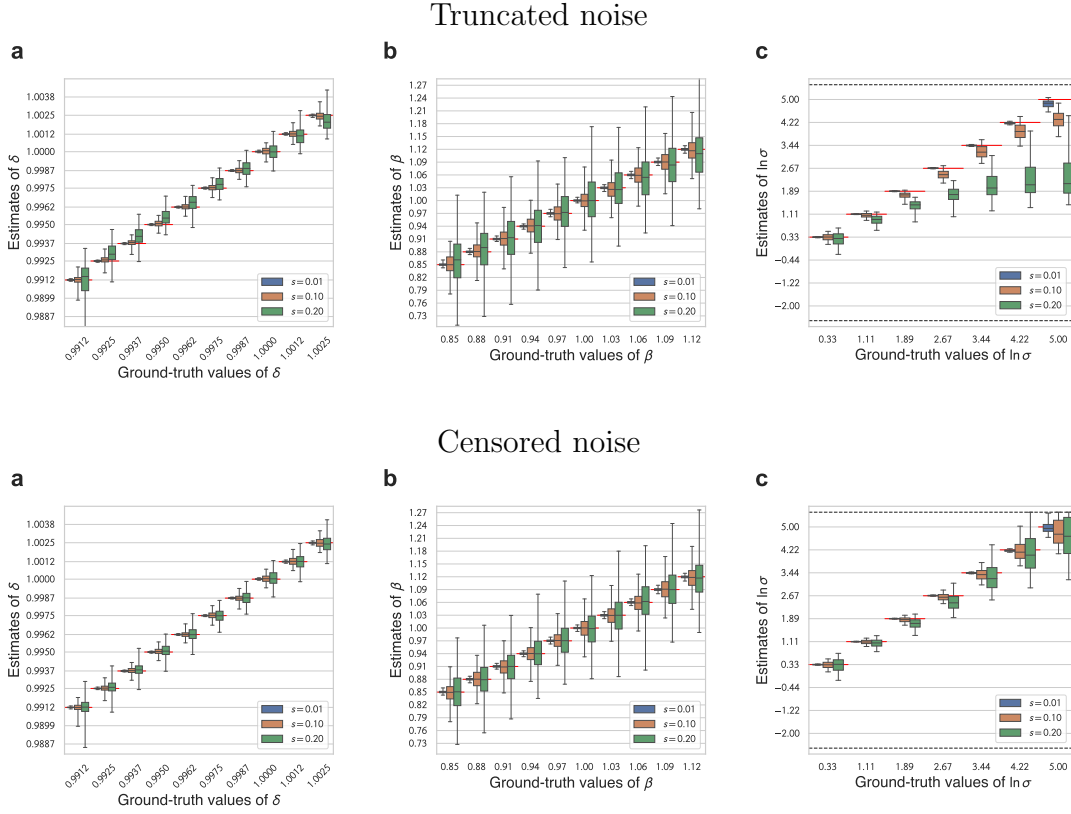 Truncated noise
a
b
c
Estimates of δ
1.0038
1.0025
1.0012
1.0000
0.9987
0.9975
0.9962
0.9950
0.9937
0.9925
0.9912
0.9899
0.9887
s = 0.01
s = 0.10
s = 0.20
0.9912
0.9925
0.9937
0.9950
0.9962
0.9975
0.9987
1.0000
1.0012
1.0025
Ground-truth values of δ
Estimates of β
1.27
1.24
1.21
1.18
1.15
1.12
1.09
1.06
1.03
1.00
0.97
0.94
0.91
0.88
0.85
0.82
0.79
0.76
0.73
s = 0.01
s = 0.10
s = 0.20
0.85 0.88 0.91 0.94 0.97 1.00 1.03 1.06 1.09 1.12
Ground-truth values of β
Estimates of ln σ
5.00
4.22
3.44
2.67
1.89
1.11
0.33
−0.44
−1.22
−2.00
s = 0.01
s = 0.10
s = 0.20
0.33 1.11 1.89 2.67 3.44 4.22 5.00
Ground-truth values of ln σ
Censored noise
a
b
c
Estimates of δ
1.0038
1.0025
1.0012
1.0000
0.9987
0.9975
0.9962
0.9950
0.9937
0.9925
0.9912
0.9899
0.9887
s = 0.01
s = 0.10
s = 0.20
0.9912
0.9925
0.9937
0.9950
0.9962
0.9975
0.9987
1.0000
1.0012
1.0025
Ground-truth values of δ
Estimates of β
1.27
1.24
1.21
1.18
1.15
1.12
1.09
1.06
1.03
1.00
0.97
0.94
0.91
0.88
0.85
0.82
0.79
0.76
0.73
s = 0.01
s = 0.10
s = 0.20
0.85 0.88 0.91 0.94 0.97 1.00 1.03 1.06 1.09 1.12
Ground-truth values of β
Estimates of ln σ
5.00
4.22
3.44
2.67
1.89
1.11
0.33
−0.44
−1.22
−2.00
s = 0.01
s = 0.10
s = 0.20
0.33 1.11 1.89 2.67 3.44 4.22 5.00
Ground-truth values of ln σ